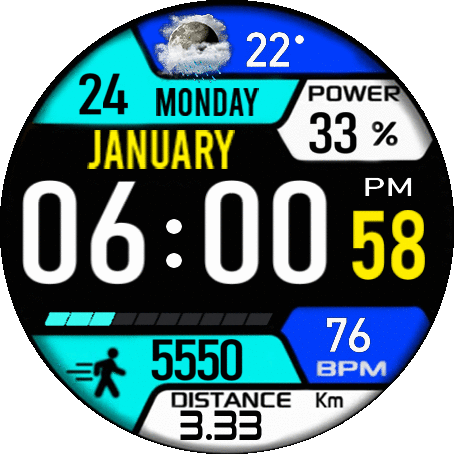 22°
24 MONDAY
POWER
33 %
JANUARY
PM
06:00 58
76
BPM
5550
DISTANCE Km
3.33